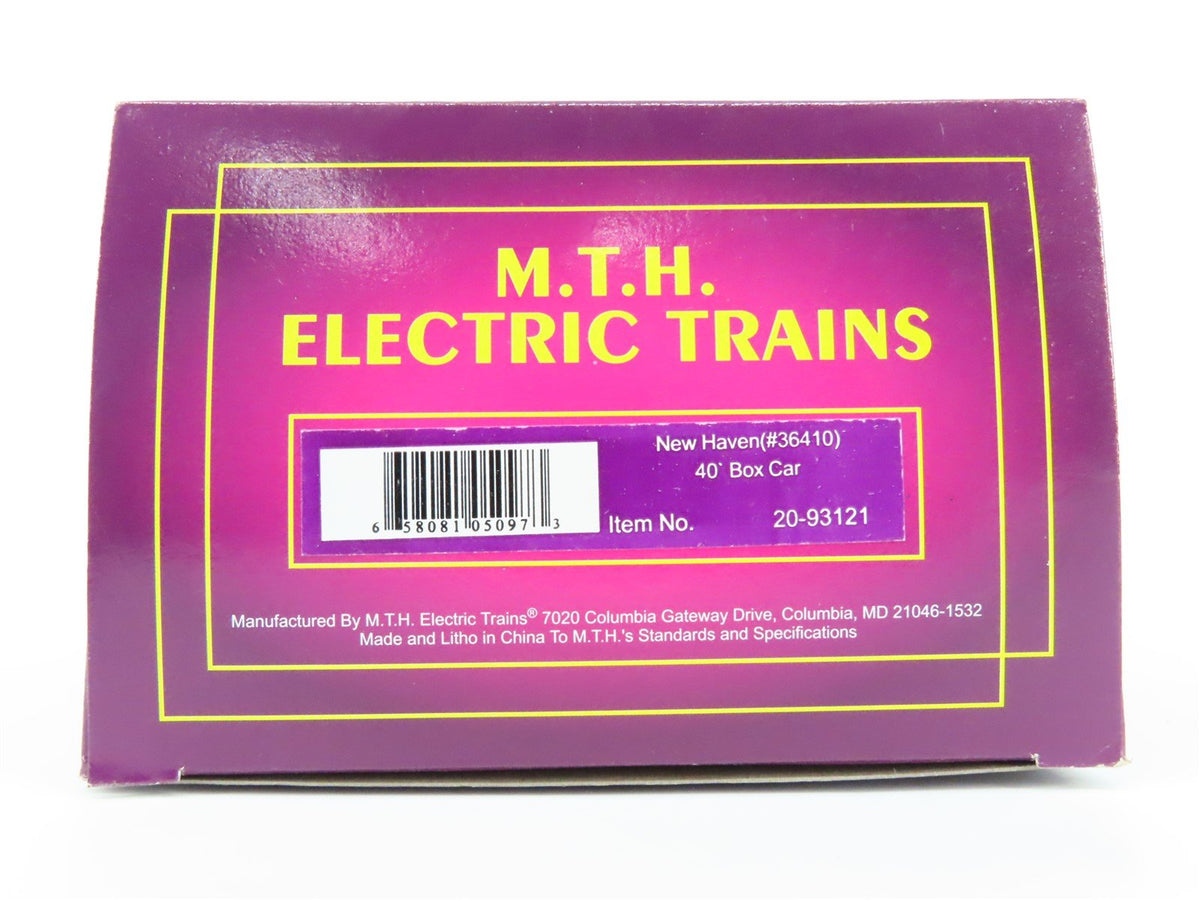 M.T.H.
ELECTRIC TRAINS
New Haven(#36410)
40' Box Car
6 58081 05097 3
Item No. 20-93121
Manufactured By M.T.H. Electric Trains® 7020 Columbia Gateway Drive, Columbia, MD 21046-1532
Made and Litho in China To M.T.H.'s Standards and Specifications